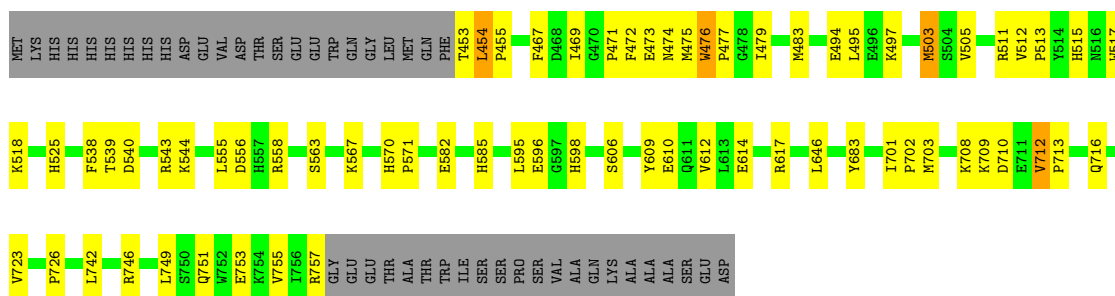 MET LYS HIS HIS HIS HIS HIS HIS HIS HIS ASP GLU VAL ASP THR SER GLU GLU TRP GLN GLY LEU MET GLN PHE T453 L454 P455 F467 D468 I469 G470 P471 F472 E473 N474 M475 W476 P477 G478 I479 M483 E494 L495 E496 K497 M503 S504 V505 R511 V512 P513 Y514 H515 N516 W517
K518 H525 F538 T539 D540 R543 K544 L555 D556 H557 R558 S563 K567 H570 P571 E582 H585 L595 E596 G597 H598 S606 Y609 E610 Q611 V612 L613 E614 R617 L646 Y683 I701 P702 M703 K708 K709 D710 E711 V712 P713 Q716
V723 P726 L742 R746 L749 S750 Q751 W752 E753 K754 V755 I756 R757 GLY GLU GLU THR ALA THR TRP ILE SER SER PRO SER VAL ALA GLN LYS ALA ALA ALA SER GLU ASP